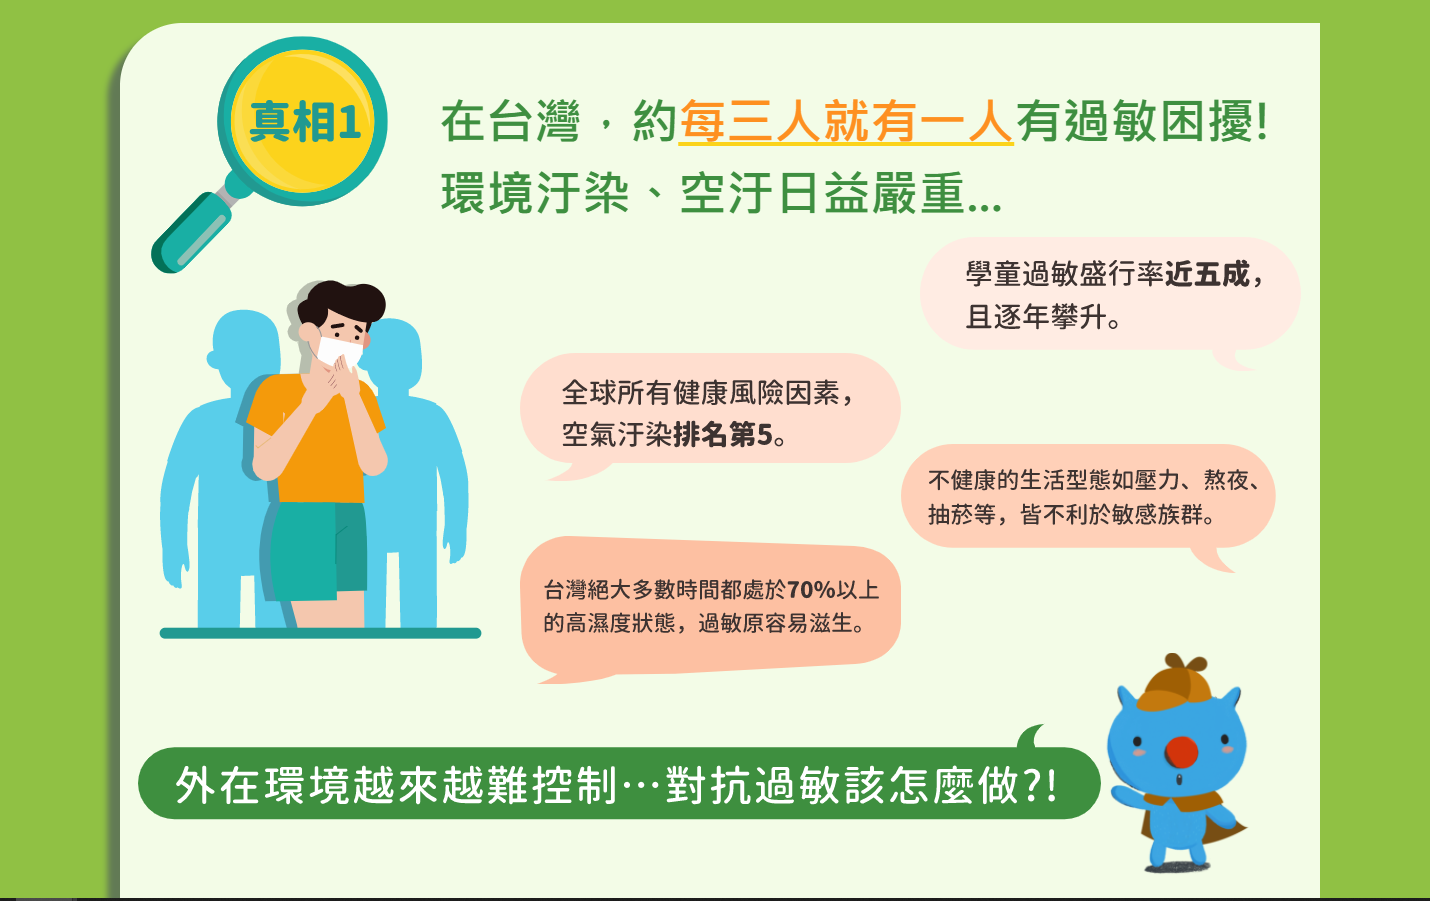 真相1
在台灣，約每三人就有一人有過敏困擾!
環境汙染、空汙日益嚴重...
學童過敏盛行率近五成，
且逐年攀升。
全球所有健康風險因素，
空氣汙染排名第5。
不健康的生活型態如壓力、熬夜、
抽菸等，皆不利於敏感族群。
台灣絕大多數時間都處於70%以上
的高濕度狀態，過敏原容易滋生。
外在環境越來越難控制⋯對抗過敏該怎麼做?!